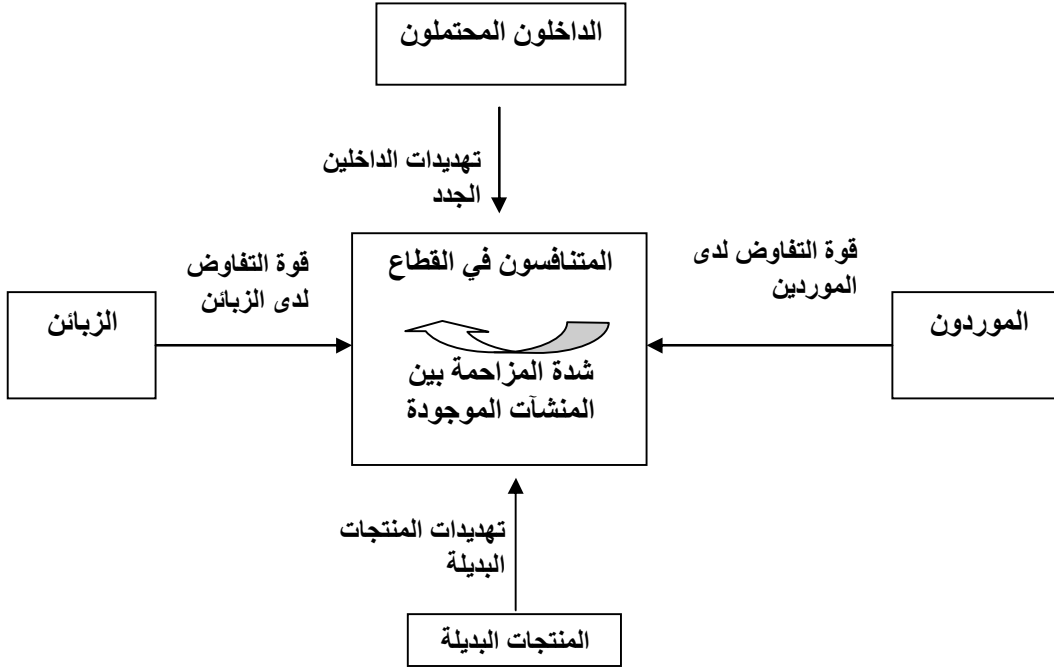 الداخلون المحتملون
تهديدات الداخلين
الجدد
قوة التفاوض لدى
الموردين
المتنافسون في القطاع
قوة التفاوض
لدى الزبائن
الموردون
الزبائن
شدة المزاحمة بين
المنشآت الموجودة
تهديدات المنتجات
البديلة
المنتجات البديلة